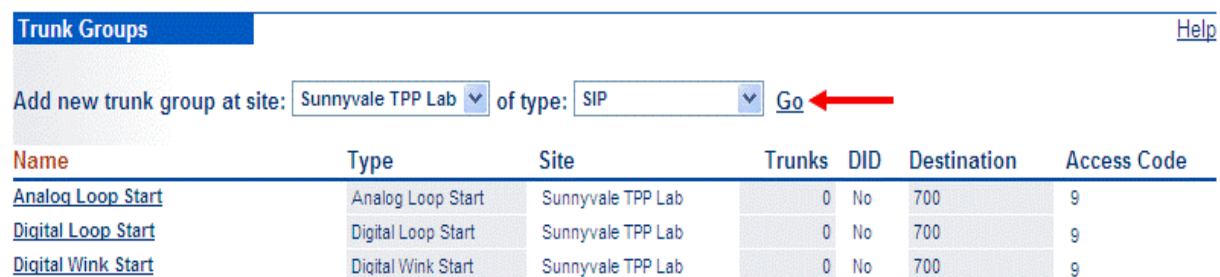 Trunk Groups Help
Add new trunk group at site: Sunnyvale TPP Lab of type: SIP Go
Name Type Site Trunks DID Destination Access Code
Analog Loop Start Analog Loop Start Sunnyvale TPP Lab 0 No 700 9
Digital Loop Start Digital Loop Start Sunnyvale TPP Lab 0 No 700 9
Digital Wink Start Digital Wink Start Sunnyvale TPP Lab 0 No 700 9